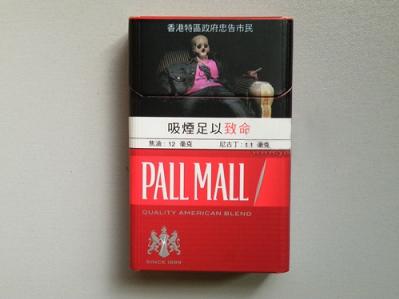 香港特區政府忠告市民
吸煙足以致命
焦油：12 毫克 尼古丁：1.1 毫克
PALL MALL
QUALITY AMERICAN BLEND
SINCE 1899